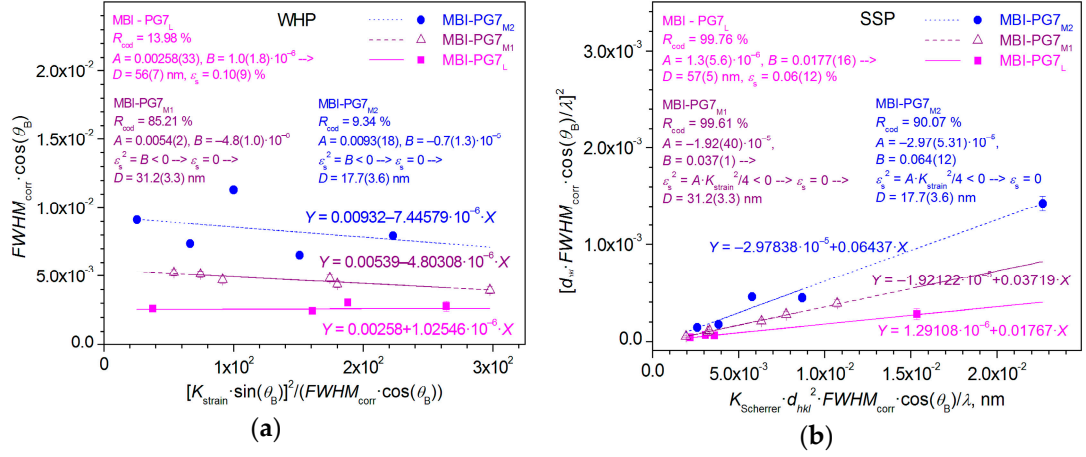 WHP
MBI - PG7L
Rcod = 13.98 %
A = 0.00258(33), B = 1.0(1.8)·10−6 –>
D = 56(7) nm, εs = 0.10(9) %
MBI-PG7M2
MBI-PG7M1
MBI-PG7L
MBI-PG7M1
Rcod = 85.21 %
A = 0.0054(2), B = −4.8(1.0)·10−0
εs2 = B < 0 –> εs = 0 –>
D = 31.2(3.3) nm
MBI-PG7M2
Rcod = 9.34 %
A = 0.0093(18), B = −0.7(1.3)·10−5
εs2 = B < 0 –> εs = 0 –>
D = 17.7(3.6) nm
Y = 0.00932–7.44579·10−6·X
Y = 0.00539–4.80308·10−6·X
Y = 0.00258+1.02546·10−6·X
2.0x10−2
1.5x10−2
1.0x10−2
5.0x10−3
0.0
FWHMcorr·cos(θB)
0
1x102
2x102
3x102
[Kstrain·sin(θB)]2/(FWHMcorr·cos(θB))
(a)
SSP
MBI - PG7L
Rcod = 99.76 %
A = 1.3(5.6)·10−6, B = 0.0177(16) –>
D = 57(5) nm, εs = 0.06(12) %
MBI-PG7M2
MBI-PG7M1
MBI-PG7L
MBI-PG7M1
Rcod = 99.61 %
A = −1.92(40)·10−5,
B = 0.037(1) –>
εs2 = A·Kstrain2/4 < 0 –> εs = 0 –>
D = 31.2(3.3) nm
MBI-PG7M2
Rcod = 90.07 %
A = −2.97(5.31)·10−6,
B = 0.064(12)
εs2 = A·Kstrain2/4 < 0 –> εs = 0
D = 17.7(3.6) nm
Y = −2.97838·10−5+0.06437·X
Y = −1.92122·10−5+0.03719·X
Y = 1.29108·10−6+0.01767·X
3.0x10−3
2.0x10−3
1.0x10−3
0.0
·FWHMcorr·cos(θB)/λ]2
0.0
5.0x10−3
1.0x10−2
1.5x10−2
2.0x10−2
KScherrer·dhkl2·FWHMcorr·cos(θB)/λ, nm
(b)